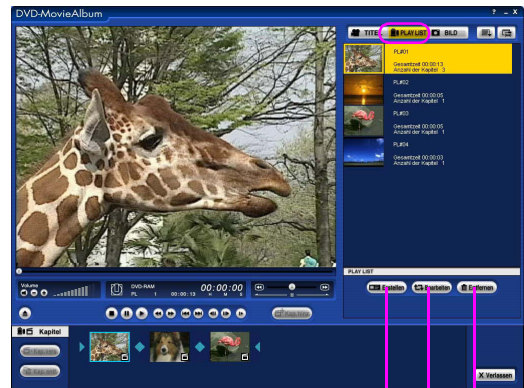 DVD-MovieAlbum
TITEL PLAY LIST BILD
PL#01
Gesamtzeit 00:00:13
Anzahl der Kapitel 3
PL#02
Gesamtzeit 00:00:05
Anzahl der Kapitel 1
PL#03
Gesamtzeit 00:00:05
Anzahl der Kapitel 1
PL#04
Gesamtzeit 00:00:03
Anzahl der Kapitel 1
PLAY LIST
Erstellen Bearbeiten Entfernen
Volume
DVD-RAM 00:00:00
PL 1 00:00:13 H M S
Kapitel
X Verlassen